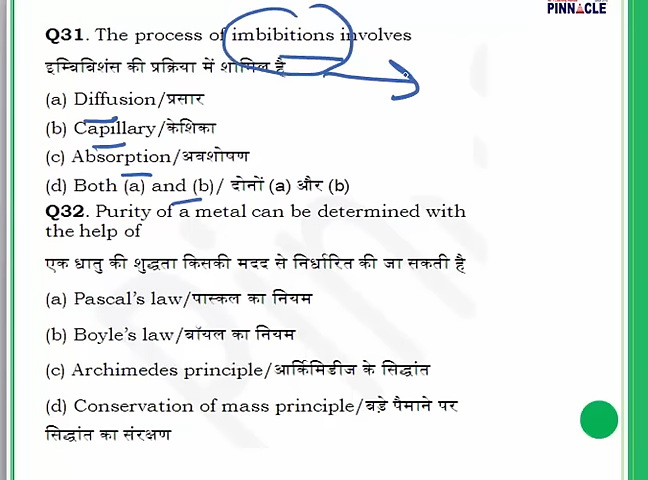 PINNACLE
Q31. The process of imbibitions involves
इम्बिबिशंस की प्रक्रिया में शामिल है
(a) Diffusion/प्रसार
(b) Capillary/केशिका
(c) Absorption/अवशोषण
(d) Both (a) and (b)/ दोनों (a) और (b)
Q32. Purity of a metal can be determined with
the help of
एक धातु की शुद्धता किसकी मदद से निर्धारित की जा सकती है
(a) Pascal's law/पास्कल का नियम
(b) Boyle's law/बॉयल का नियम
(c) Archimedes principle/आर्किमिडीज के सिद्धांत
(d) Conservation of mass principle/बड़े पैमाने पर
सिद्धांत का संरक्षण